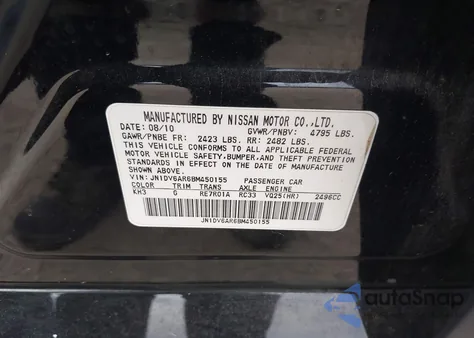 MANUFACTURED BY NISSAN MOTOR CO.,LTD.
DATE: 08/10 GVWR/PNBV: 4795 LBS.
GAWR/PNBE FR: 2423 LBS. RR: 2482 LBS.
THIS VEHICLE CONFORMS TO ALL APPLICABLE FEDERAL
MOTOR VEHICLE SAFETY,BUMPER,AND THEFT PREVENTION
STANDARDS IN EFFECT ON THE DATE OF MANUFACTURE
SHOWN ABOVE.
VIN: JN1DV6AR6BM450155 PASSENGER CAR
COLOR TRIM TRANS AXLE ENGINE
KH3 G RE7R01A RC33 VQ25(HR) 2496CC
JN1DV6AR6BM450155
autoSnap